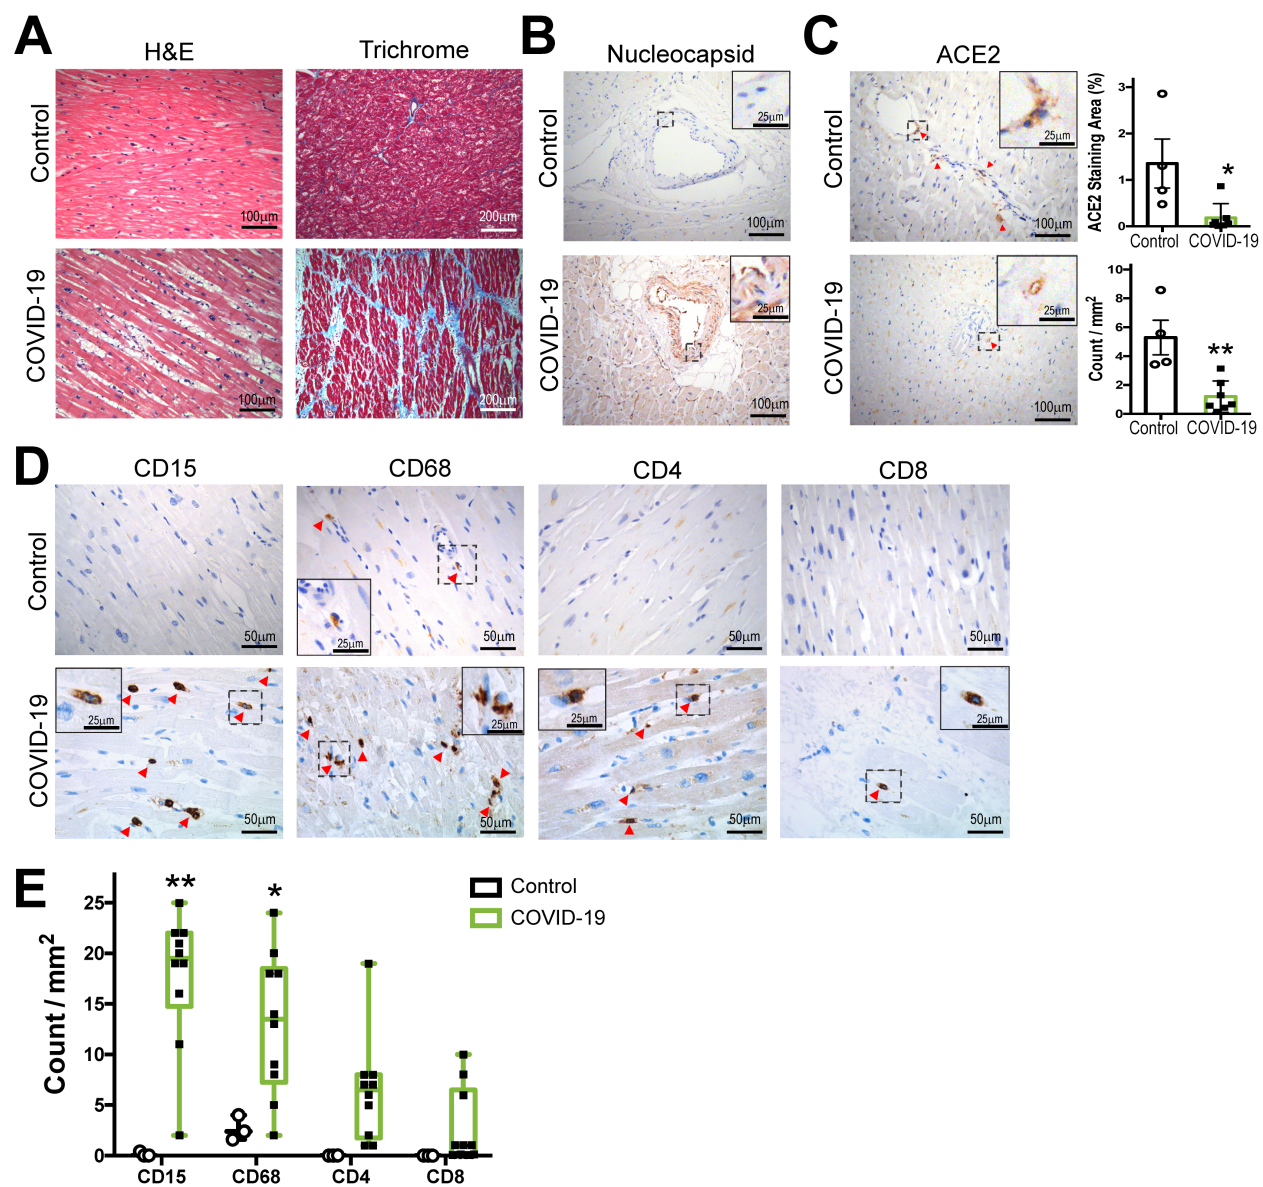 A
H&E
Trichrome
B
Nucleocapsid
C
ACE2
Control
100μm
200μm
Control
25μm
100μm
Control
25μm
100μm
ACE2 Staining Area (%)
3
2
1
0
*
Control
COVID-19
COVID-19
100μm
200μm
COVID-19
25μm
100μm
COVID-19
25μm
100μm
Count / mm2
10
8
6
4
2
0
**
Control
COVID-19
D
CD15
CD68
CD4
CD8
Control
50μm
25μm
50μm
50μm
50μm
COVID-19
25μm
50μm
25μm
50μm
25μm
50μm
25μm
50μm
E
Count / mm2
25
20
15
10
5
0
**
*
Control
COVID-19
CD15
CD68
CD4
CD8